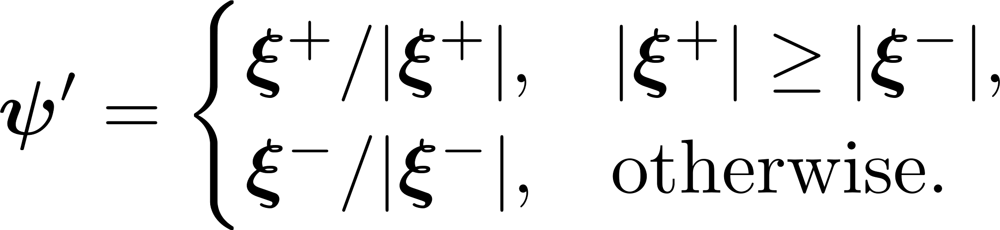 𝝍′ = { 𝝃⁺/|𝝃⁺|, |𝝃⁺| ≥ |𝝃⁻|,
𝝃⁻/|𝝃⁻|, otherwise.